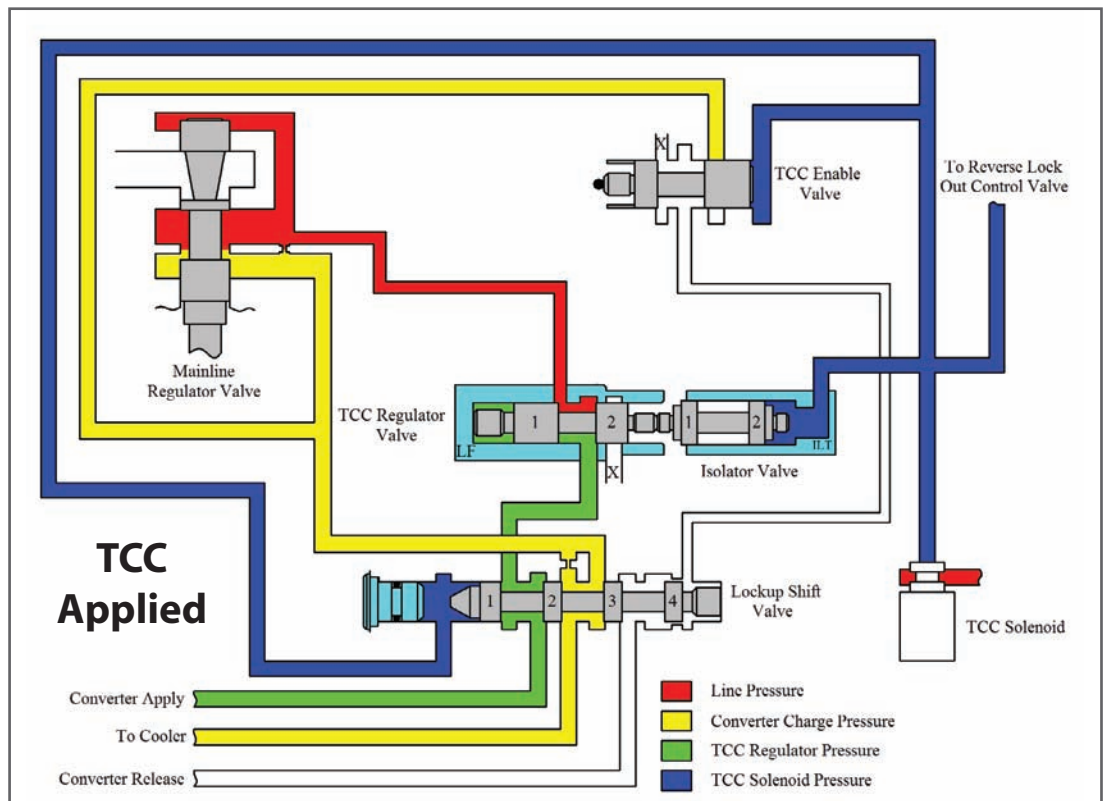 X
TCC Enable
Valve
To Reverse Lock
Out Control Valve
Mainline
Regulator Valve
TCC Regulator
Valve
1
2
1
2
LF
X
ILT
Isolator Valve
TCC
Applied
1
2
3
4
Lockup Shift
Valve
TCC Solenoid
Converter Apply
To Cooler
Converter Release
Line Pressure
Converter Charge Pressure
TCC Regulator Pressure
TCC Solenoid Pressure